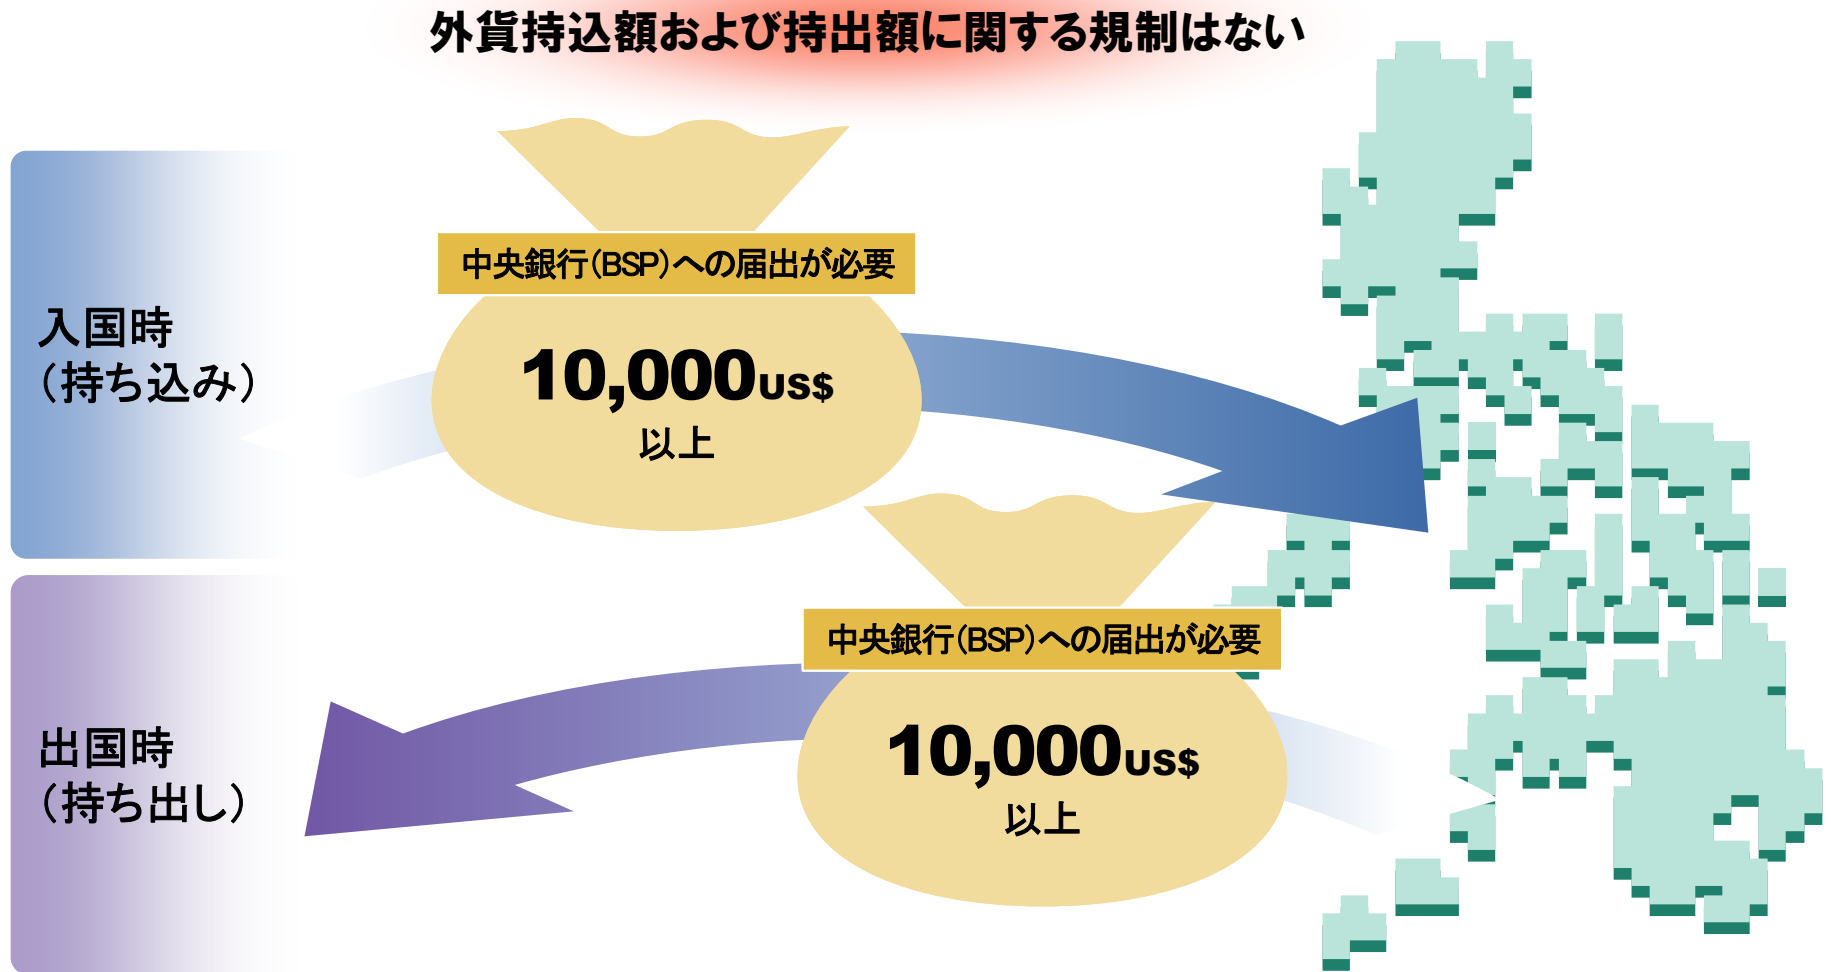 外貨持込額および持出額に関する規制はない
中央銀行(BSP)への届出が必要
入国時
(持ち込み)
10,000US$
以上
中央銀行(BSP)への届出が必要
出国時
(持ち出し)
10,000US$
以上